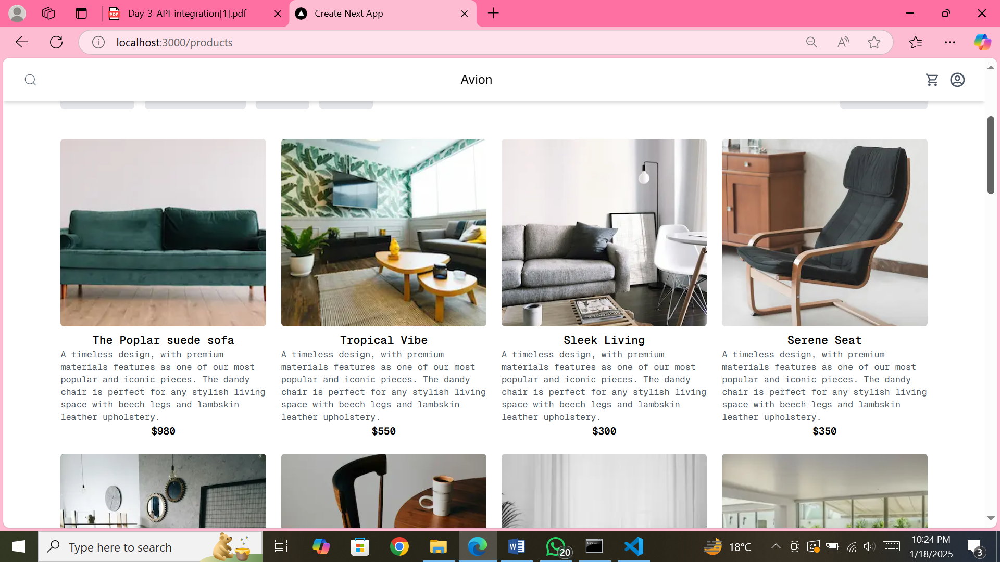 Day-3-API-integration[1].pdf
Create Next App
localhost:3000/products
Avion
The Poplar suede sofa
A timeless design, with premium
materials features as one of our most
popular and iconic pieces. The dandy
chair is perfect for any stylish living
space with beech legs and lambskin
leather upholstery.
$980
Tropical Vibe
A timeless design, with premium
materials features as one of our most
popular and iconic pieces. The dandy
chair is perfect for any stylish living
space with beech legs and lambskin
leather upholstery.
$550
Sleek Living
A timeless design, with premium
materials features as one of our most
popular and iconic pieces. The dandy
chair is perfect for any stylish living
space with beech legs and lambskin
leather upholstery.
$300
Serene Seat
A timeless design, with premium
materials features as one of our most
popular and iconic pieces. The dandy
chair is perfect for any stylish living
space with beech legs and lambskin
leather upholstery.
$350
Type here to search
20
18°C
10:24 PM
1/18/2025
3